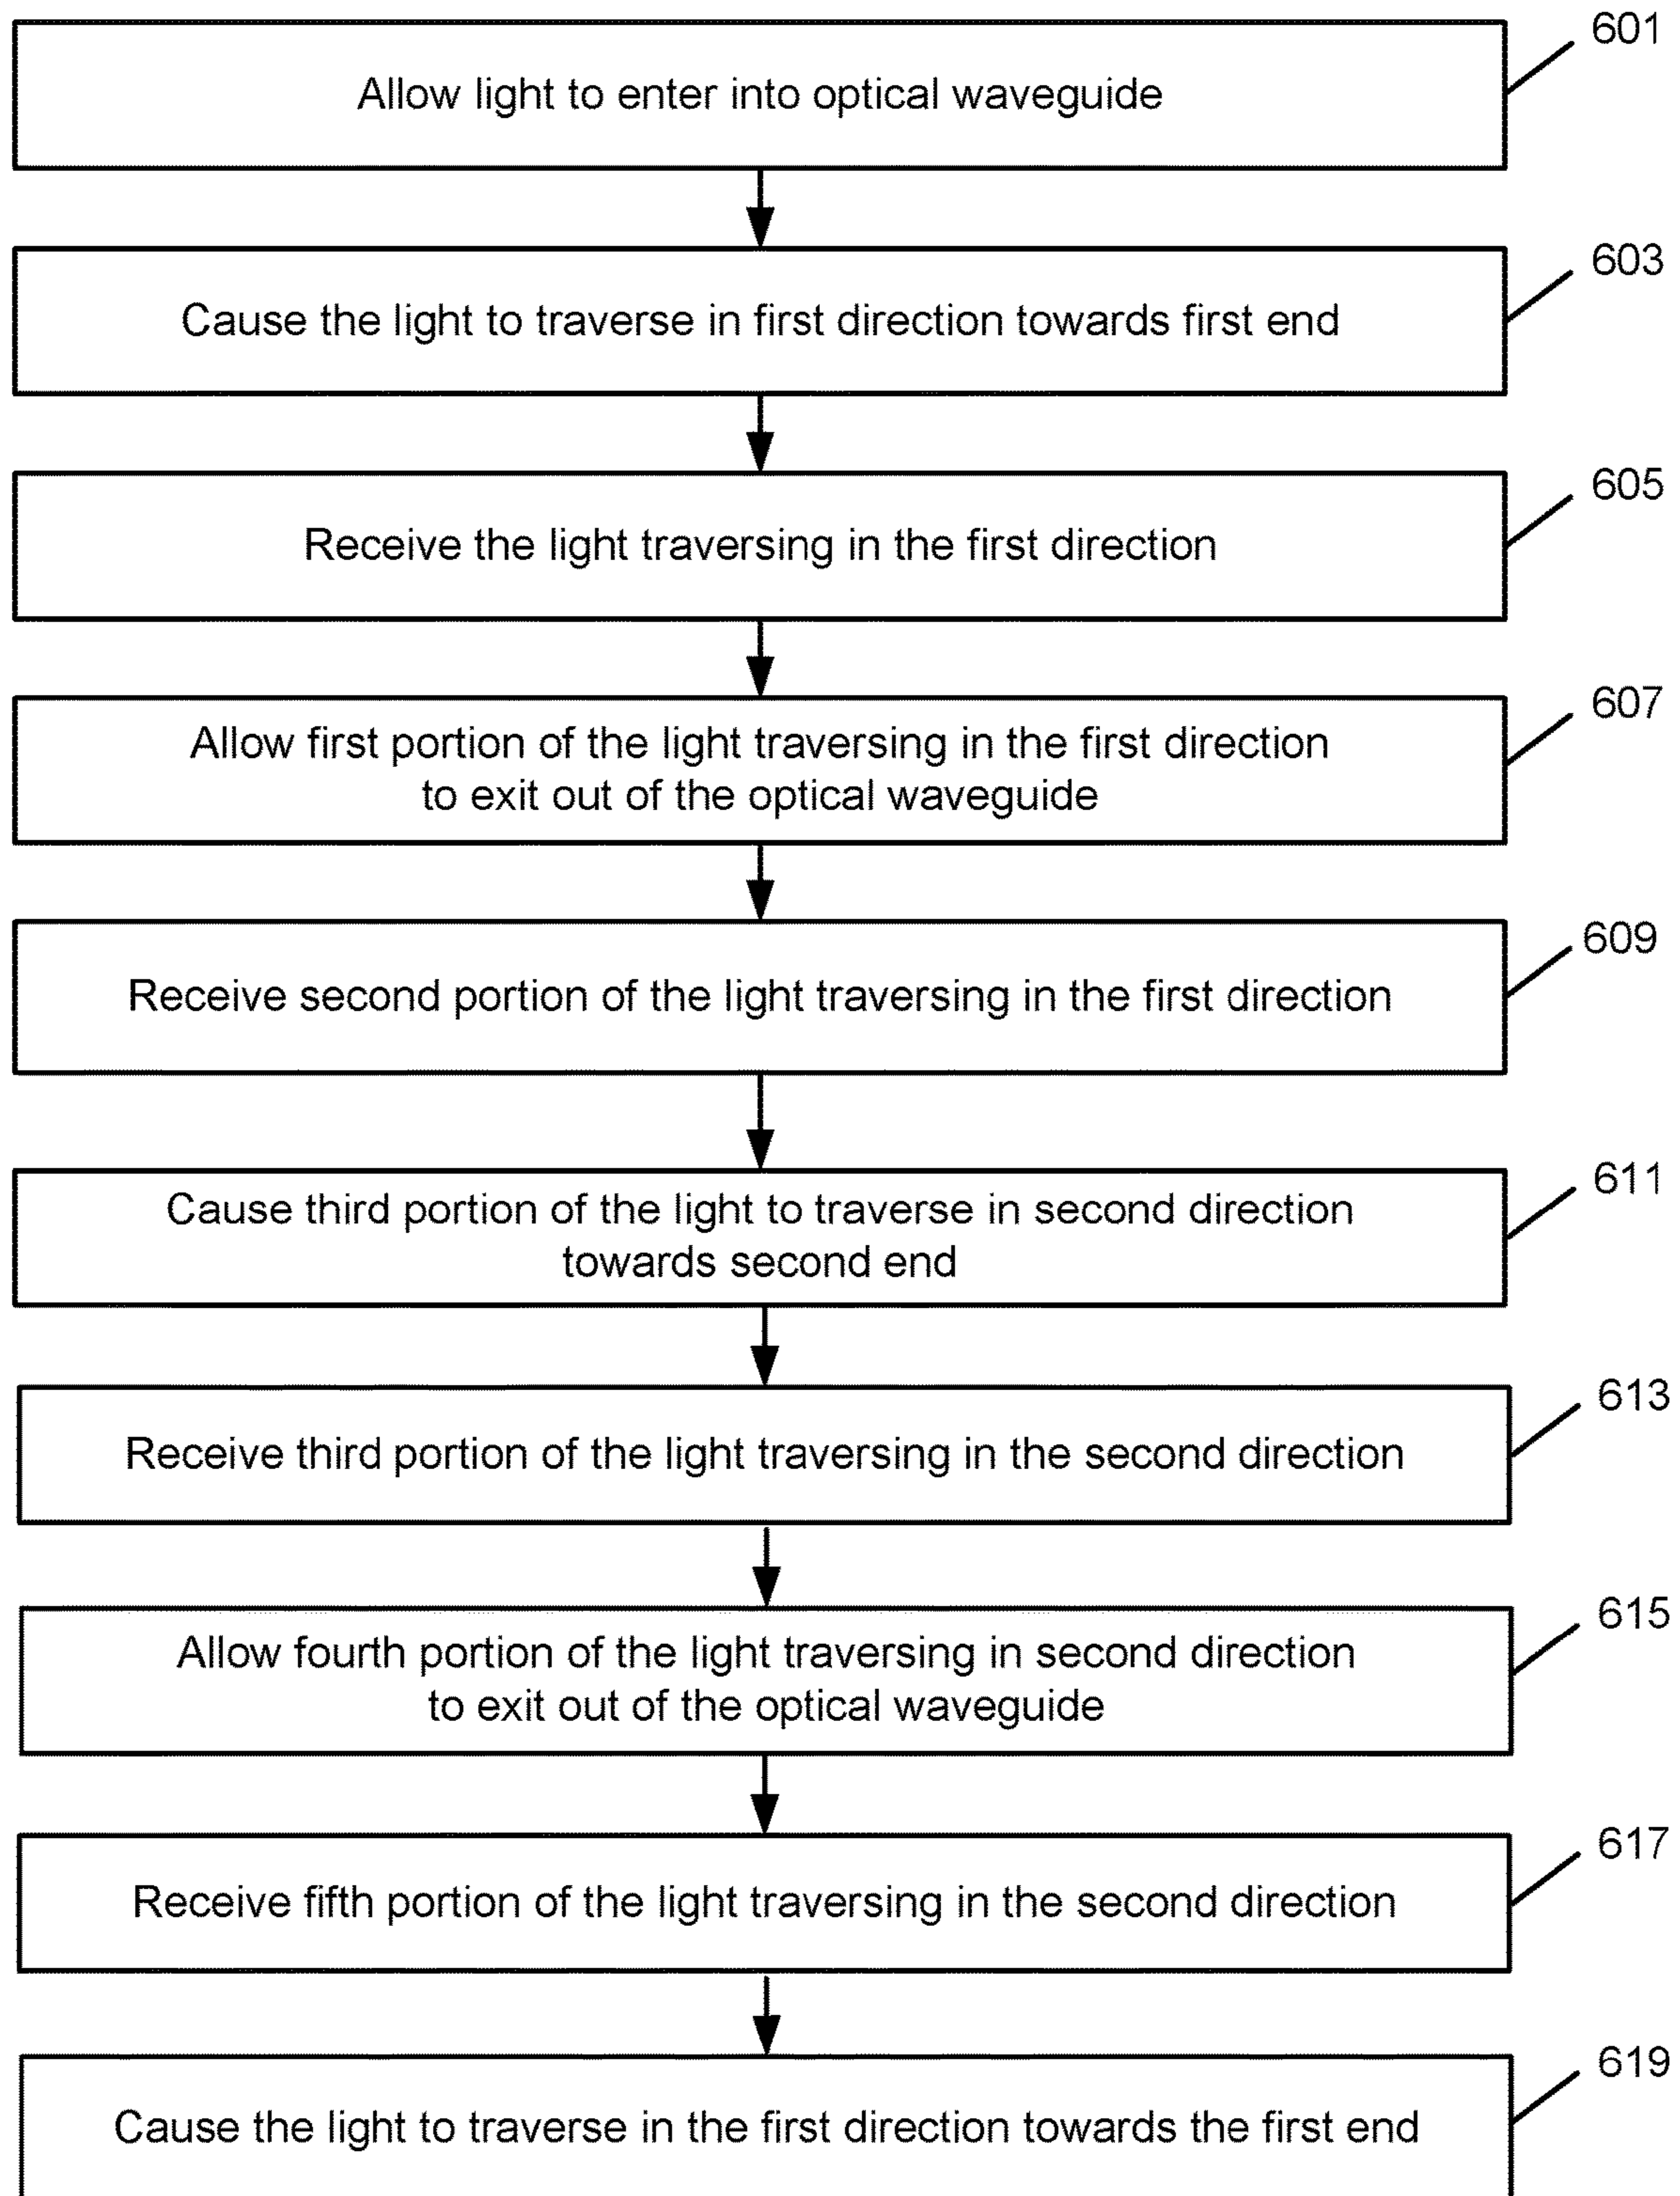 601
Allow light to enter into optical waveguide
603
Cause the light to traverse in first direction towards first end
605
Receive the light traversing in the first direction
607
Allow first portion of the light traversing in the first direction
to exit out of the optical waveguide
609
Receive second portion of the light traversing in the first direction
611
Cause third portion of the light to traverse in second direction
towards second end
613
Receive third portion of the light traversing in the second direction
615
Allow fourth portion of the light traversing in second direction
to exit out of the optical waveguide
617
Receive fifth portion of the light traversing in the second direction
619
Cause the light to traverse in the first direction towards the first end